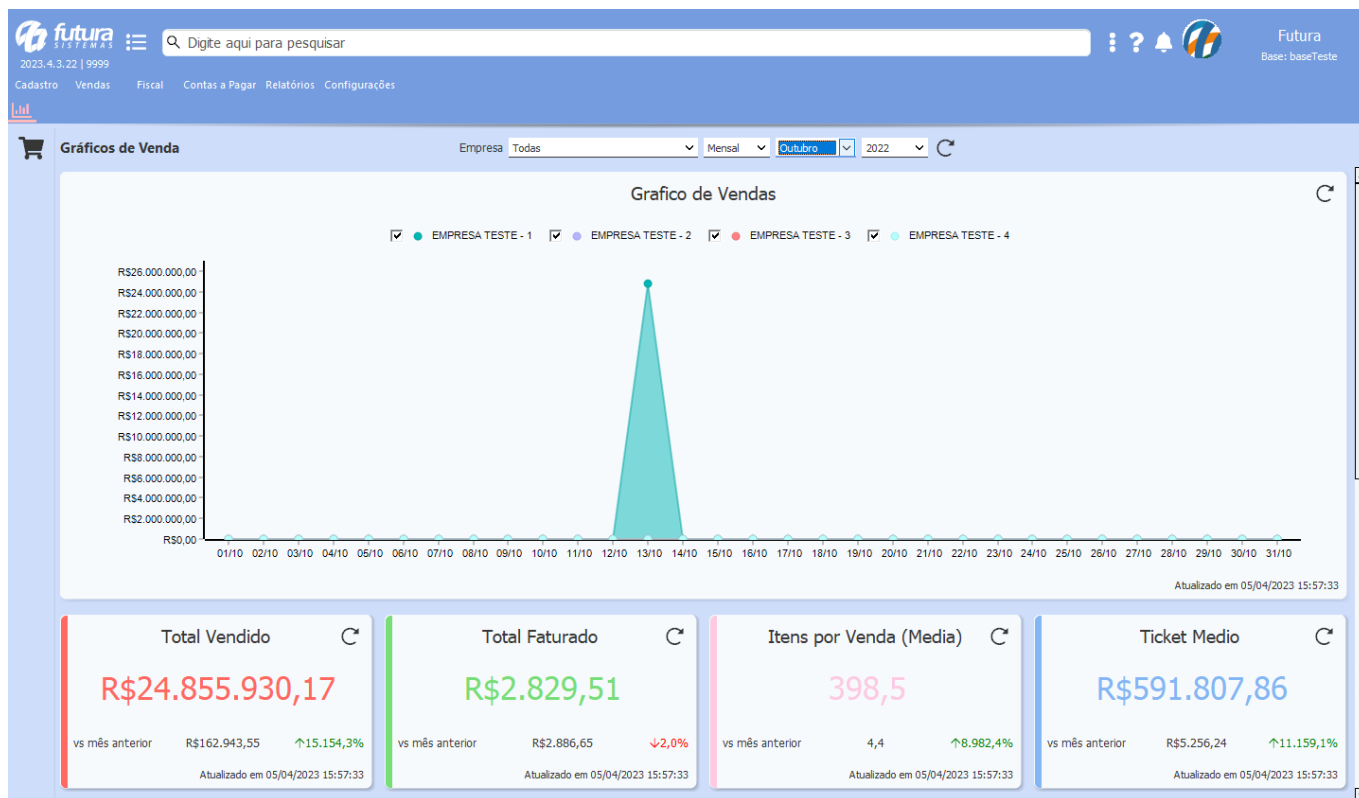 futura
SISTEMAS
2023.4.3.22 | 9999
Digite aqui para pesquisar
?
Futura
Base: baseTeste
Cadastro Vendas Fiscal Contas a Pagar Relatórios Configurações
Gráficos de Venda
Empresa Todas Mensal Outubro 2022
Grafico de Vendas
EMPRESA TESTE - 1 EMPRESA TESTE - 2 EMPRESA TESTE - 3 EMPRESA TESTE - 4
R$26.000.000,00
R$24.000.000,00
R$22.000.000,00
R$20.000.000,00
R$18.000.000,00
R$16.000.000,00
R$14.000.000,00
R$12.000.000,00
R$10.000.000,00
R$8.000.000,00
R$6.000.000,00
R$4.000.000,00
R$2.000.000,00
R$0,00
01/10 02/10 03/10 04/10 05/10 06/10 07/10 08/10 09/10 10/10 11/10 12/10 13/10 14/10 15/10 16/10 17/10 18/10 19/10 20/10 21/10 22/10 23/10 24/10 25/10 26/10 27/10 28/10 29/10 30/10 31/10
Atualizado em 05/04/2023 15:57:33
Total Vendido
R$24.855.930,17
vs mês anterior R$162.943,55 ↑15.154,3%
Atualizado em 05/04/2023 15:57:33
Total Faturado
R$2.829,51
vs mês anterior R$2.886,65 ↓2,0%
Atualizado em 05/04/2023 15:57:33
Itens por Venda (Media)
398,5
vs mês anterior 4,4 ↑8.982,4%
Atualizado em 05/04/2023 15:57:33
Ticket Medio
R$591.807,86
vs mês anterior R$5.256,24 ↑11.159,1%
Atualizado em 05/04/2023 15:57:33